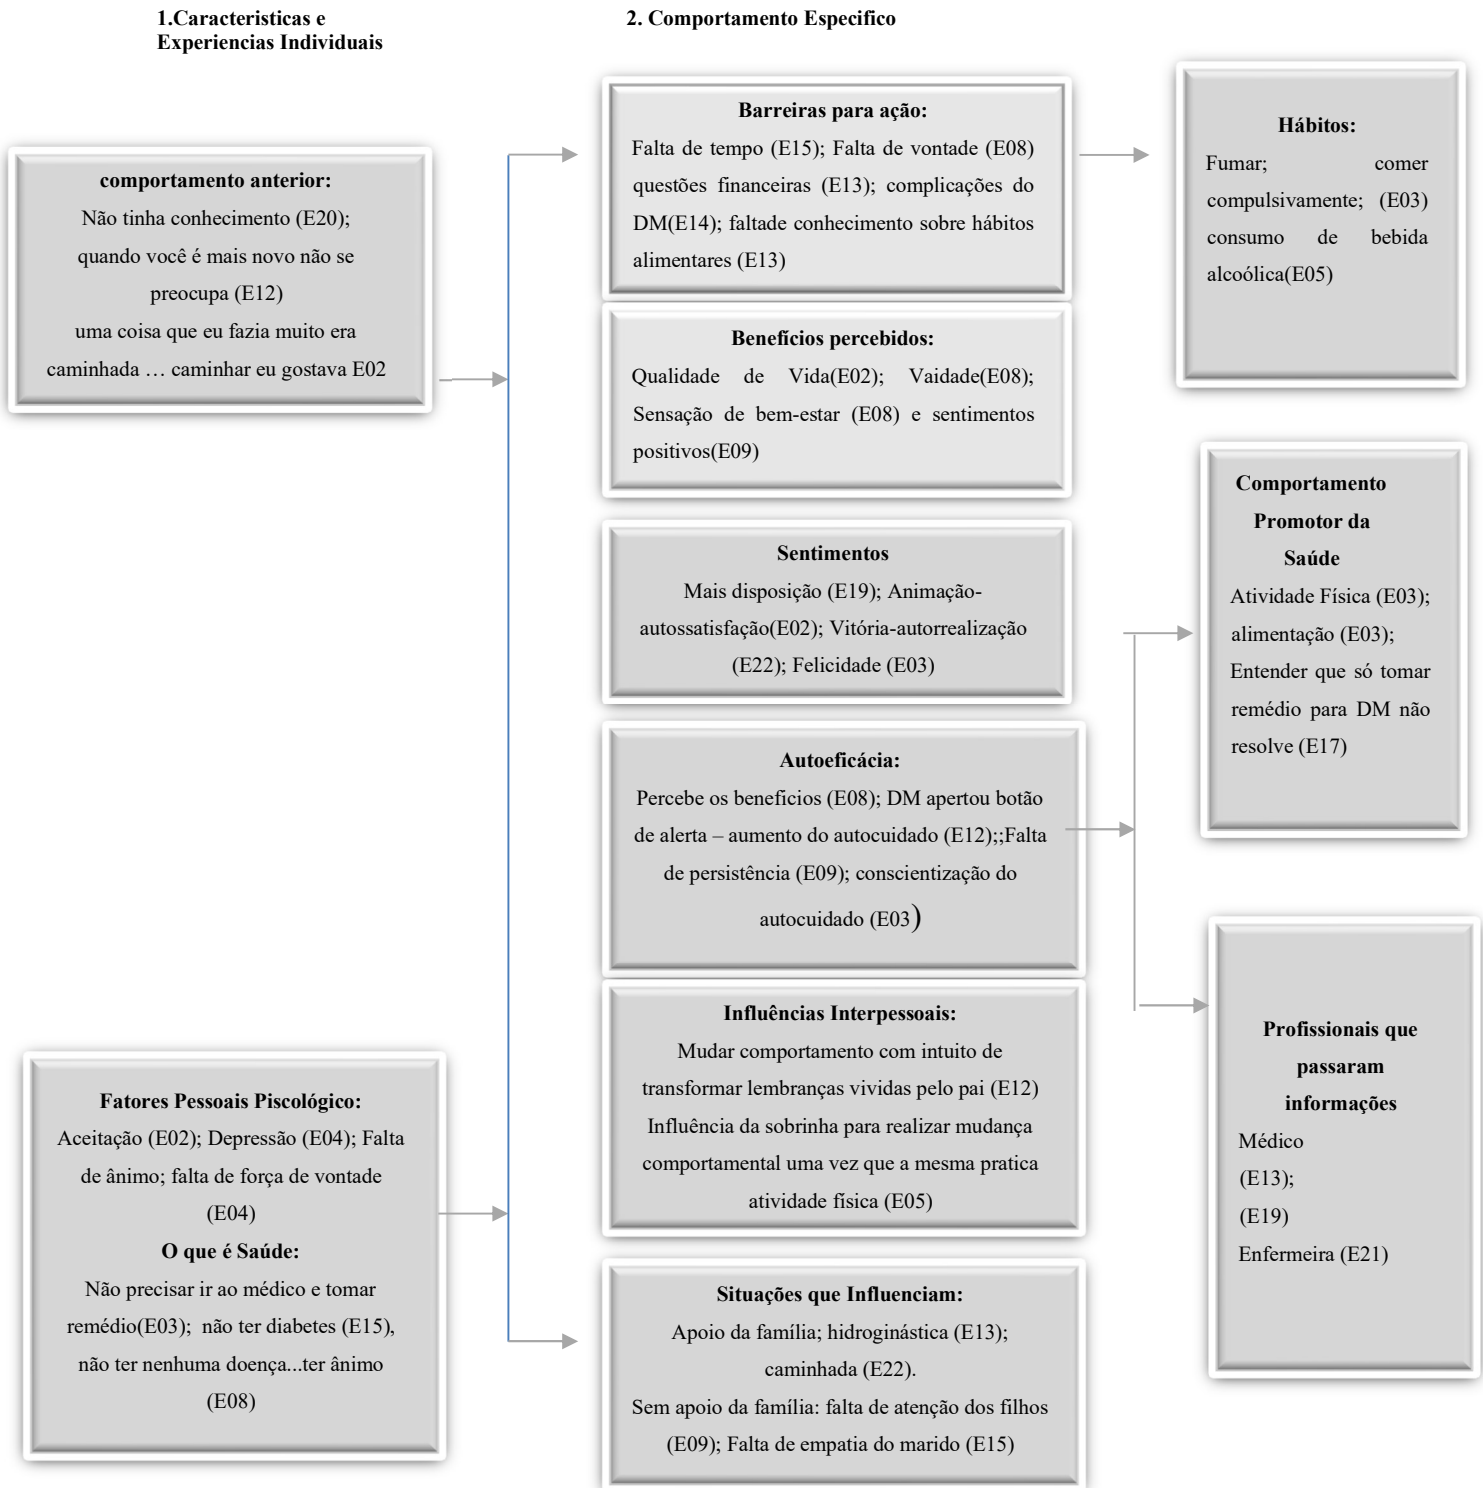 1.Caracteristicas e
Experiencias Individuais
2. Comportamento Especifico
comportamento anterior:
Não tinha conhecimento (E20);
quando você é mais novo não se
preocupa (E12)
uma coisa que eu fazia muito era
caminhada … caminhar eu gostava E02
Fatores Pessoais Piscológico:
Aceitação (E02); Depressão (E04); Falta
de ânimo; falta de força de vontade
(E04)
O que é Saúde:
Não precisar ir ao médico e tomar
remédio(E03); não ter diabetes (E15),
não ter nenhuma doença...ter ânimo
(E08)
Barreiras para ação:
Falta de tempo (E15); Falta de vontade (E08)
questões financeiras (E13); complicações do
DM(E14); faltade conhecimento sobre hábitos
alimentares (E13)
Benefícios percebidos:
Qualidade de Vida(E02); Vaidade(E08);
Sensação de bem-estar (E08) e sentimentos
positivos(E09)
Sentimentos
Mais disposição (E19); Animação-
autossatisfação(E02); Vitória-autorrealização
(E22); Felicidade (E03)
Autoeficácia:
Percebe os beneficios (E08); DM apertou botão
de alerta – aumento do autocuidado (E12);;Falta
de persistência (E09); conscientização do
autocuidado (E03)
Influências Interpessoais:
Mudar comportamento com intuito de
transformar lembranças vividas pelo pai (E12)
Influência da sobrinha para realizar mudança
comportamental uma vez que a mesma pratica
atividade física (E05)
Situações que Influenciam:
Apoio da família; hidroginástica (E13);
caminhada (E22).
Sem apoio da família: falta de atenção dos filhos
(E09); Falta de empatia do marido (E15)
Hábitos:
Fumar; comer
compulsivamente; (E03)
consumo de bebida
alcoólica(E05)
Comportamento
Promotor da
Saúde
Atividade Física (E03);
alimentação (E03);
Entender que só tomar
remédio para DM não
resolve (E17)
Profissionais que
passaram
informações
Médico
(E13);
(E19)
Enfermeira (E21)